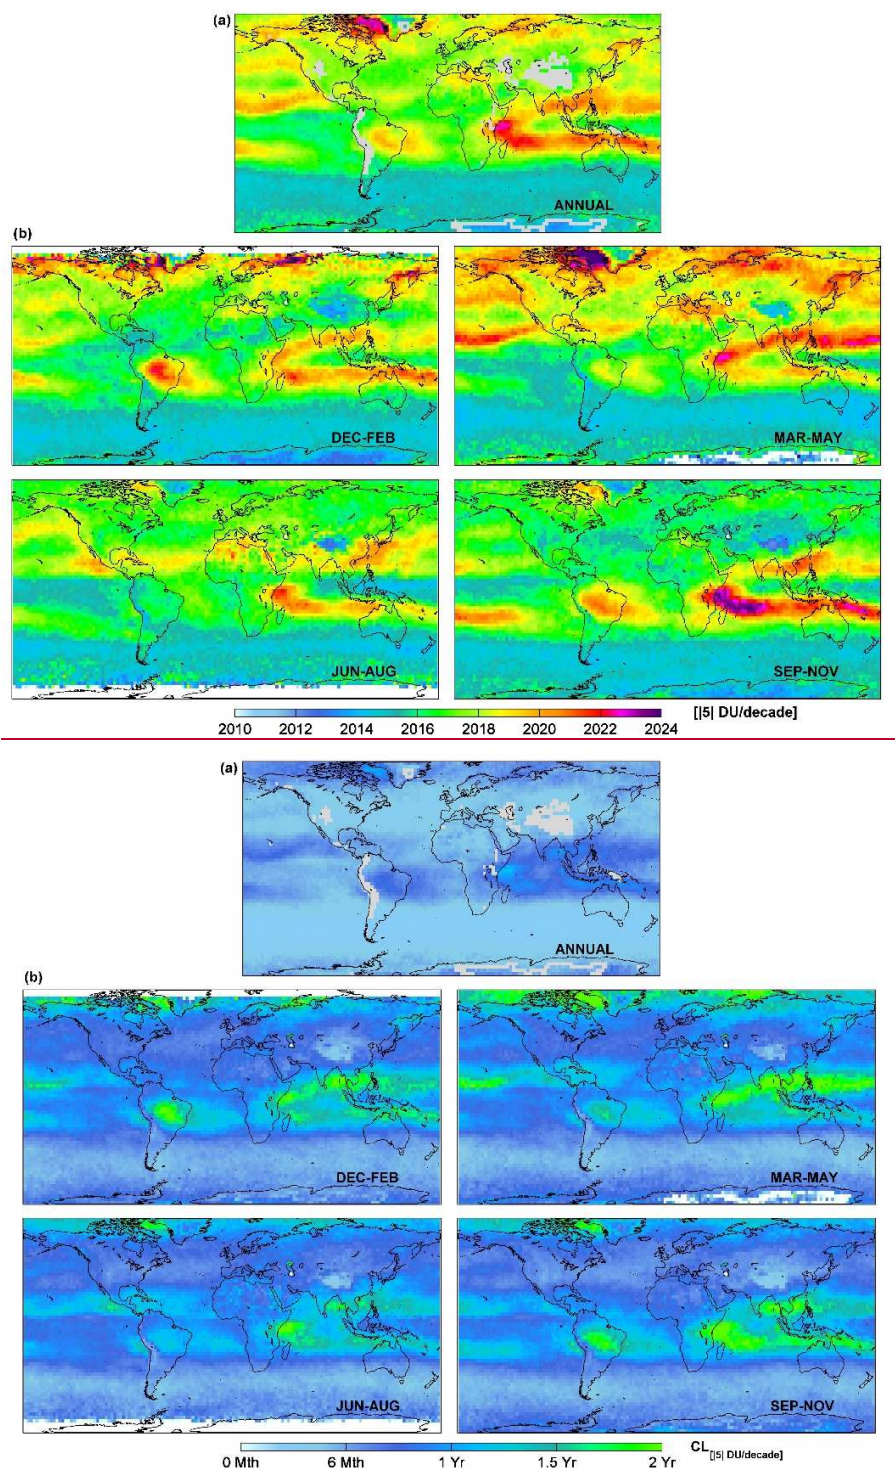 (a)
ANNUAL
(b)
DEC-FEB
MAR-MAY
JUN-AUG
SEP-NOV
[|5| DU/decade]
2010 2012 2014 2016 2018 2020 2022 2024
(a)
ANNUAL
(b)
DEC-FEB
MAR-MAY
JUN-AUG
SEP-NOV
CL[|5| DU/decade]
0 Mth 6 Mth 1 Yr 1.5 Yr 2 Yr